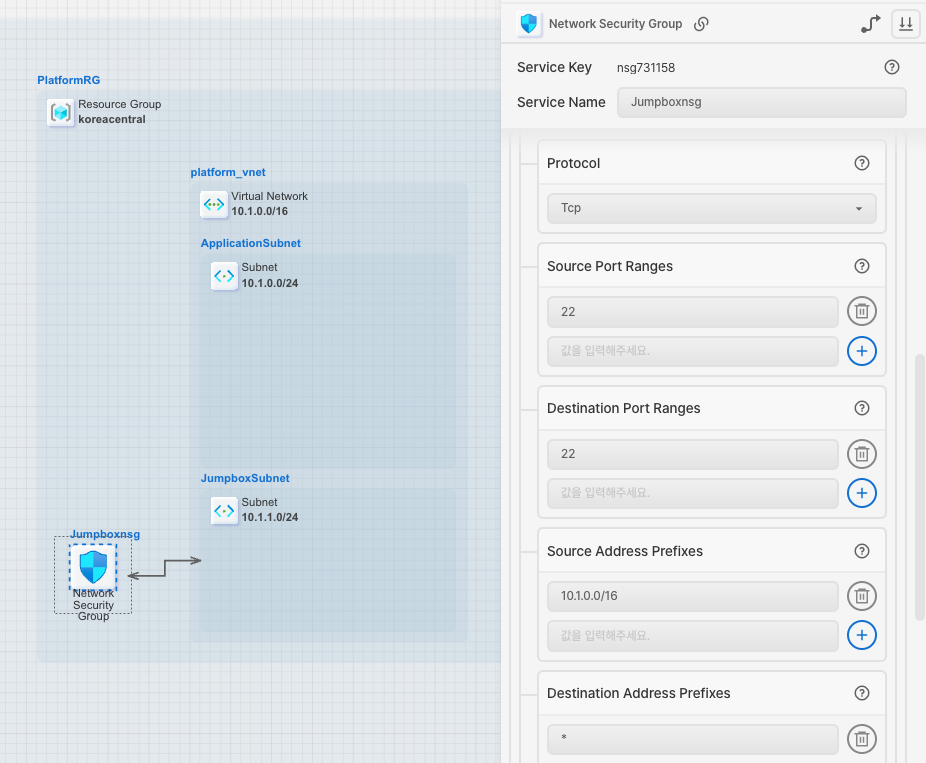 PlatformRG
Resource Group
koreacentral
platform_vnet
Virtual Network
10.1.0.0/16
ApplicationSubnet
Subnet
10.1.0.0/24
JumpboxSubnet
Subnet
10.1.1.0/24
Jumpboxnsg
Network
Security
Group
Network Security Group
Service Key nsg731158
Service Name Jumpboxnsg
Protocol
Tcp
Source Port Ranges
22
값을 입력해주세요.
Destination Port Ranges
22
값을 입력해주세요.
Source Address Prefixes
10.1.0.0/16
값을 입력해주세요.
Destination Address Prefixes
*